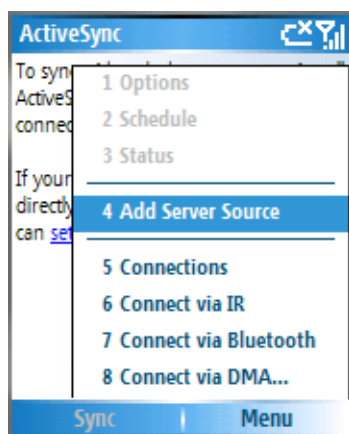 ActiveSync
To syn
ActiveS
connec
If your
directly
can set
1 Options
2 Schedule
3 Status
4 Add Server Source
5 Connections
6 Connect via IR
7 Connect via Bluetooth
8 Connect via DMA...
Sync Menu